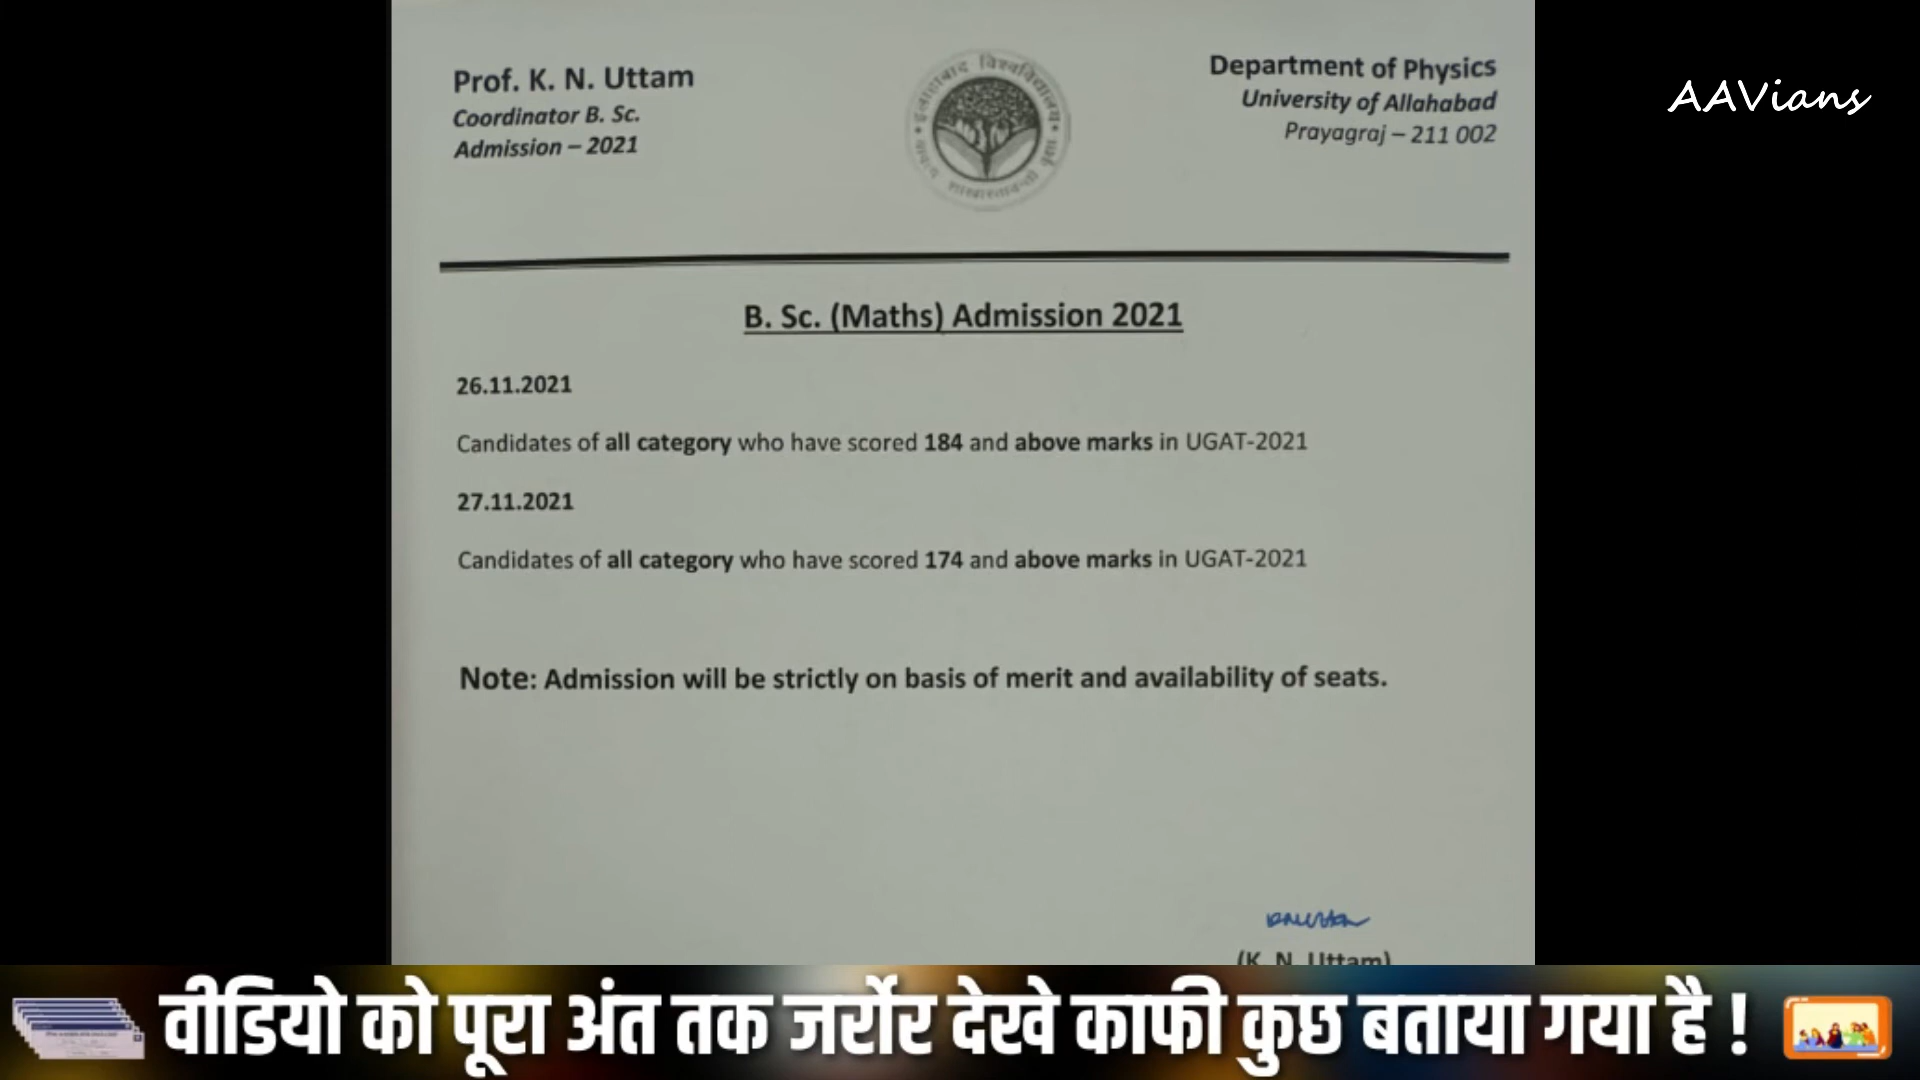 Prof. K. N. Uttam
Coordinator B. Sc.
Admission – 2021
Department of Physics
University of Allahabad
Prayagraj – 211 002
AAVians
B. Sc. (Maths) Admission 2021
26.11.2021
Candidates of all category who have scored 184 and above marks in UGAT-2021
27.11.2021
Candidates of all category who have scored 174 and above marks in UGAT-2021
Note: Admission will be strictly on basis of merit and availability of seats.
(K. N. Uttam)
वीडियो को पूरा अंत तक जर्रोर देखे काफी कुछ बताया गया है !